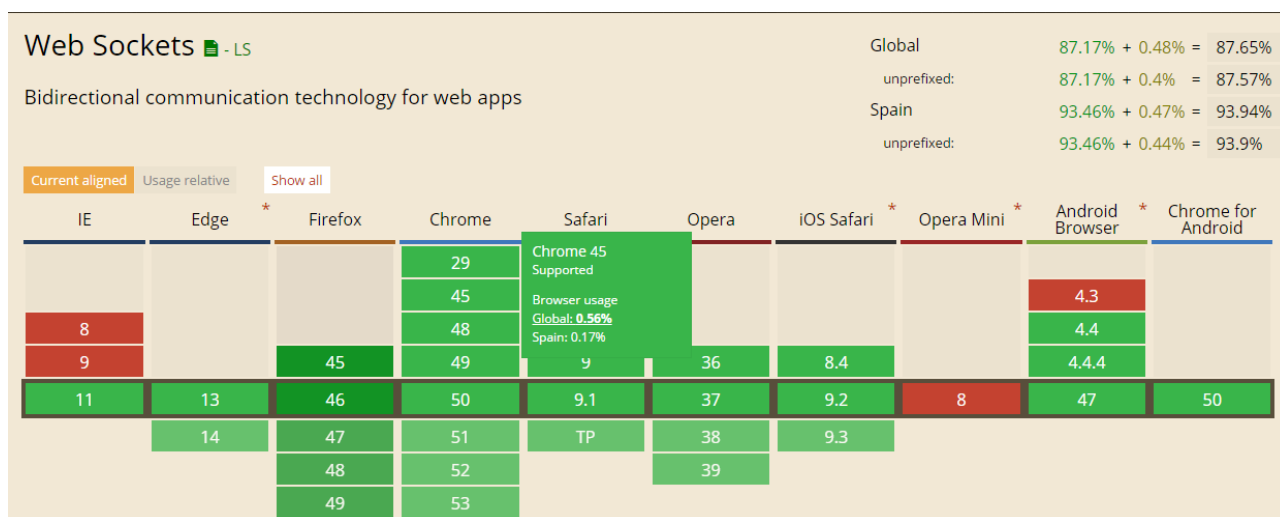 Web Sockets - LS
Bidirectional communication technology for web apps
Global 87.17% + 0.48% = 87.65%
unprefixed: 87.17% + 0.4% = 87.57%
Spain 93.46% + 0.47% = 93.94%
unprefixed: 93.46% + 0.44% = 93.9%
Current aligned Usage relative Show all
IE Edge * Firefox Chrome Safari Opera iOS Safari * Opera Mini * Android Browser * Chrome for Android
29
45 4.3
8 48 4.4
9 45 49 9 36 8.4 4.4.4
11 13 46 50 9.1 37 9.2 8 47 50
14 47 51 TP 38 9.3
48 52 39
49 53
Chrome 45
Supported
Browser usage
Global: 0.56%
Spain: 0.17%